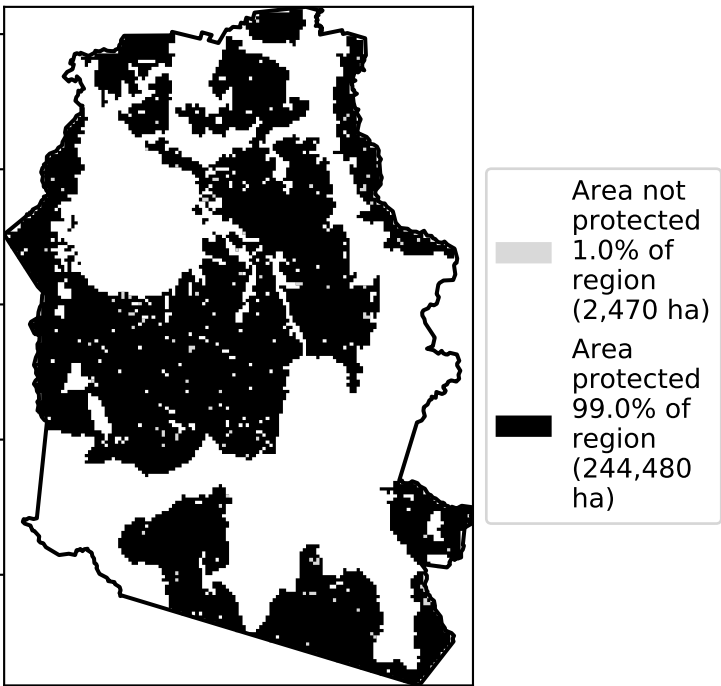 Area not
protected
1.0% of
region
(2,470 ha)
Area
protected
99.0% of
region
(244,480
ha)